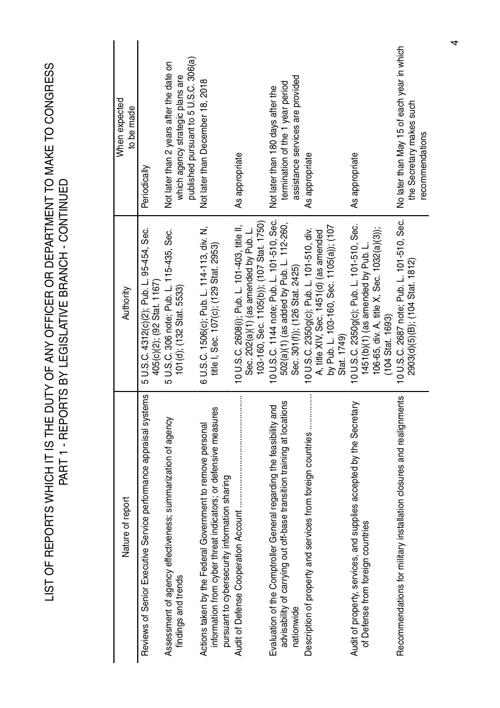 LIST OF REPORTS WHICH IT IS THE DUTY OF ANY OFFICER OR DEPARTMENT TO MAKE TO CONGRESS
PART 1 - REPORTS BY LEGISLATIVE BRANCH - CONTINUED
Nature of report
Authority
When expected
to be made
Reviews of Senior Executive Service performance appraisal systems
5 U.S.C. 4312(c)(2); Pub. L. 95-454, Sec.
405(c)(2); (92 Stat. 1167)
Periodically
Assessment of agency effectiveness; summarization of agency
findings and trends
5 U.S.C. 306 note; Pub. L. 115-435, Sec.
101(d); (132 Stat. 5533)
Not later than 2 years after the date on
which agency strategic plans are
published pursuant to 5 U.S.C. 306(a)
Actions taken by the Federal Government to remove personal
information from cyber threat indicators; or defensive measures
pursuant to cybersecurity information sharing
6 U.S.C. 1506(c); Pub. L. 114-113, div. N,
title I, Sec. 107(c); (129 Stat. 2953)
Not later than December 18, 2018
Audit of Defense Cooperation Account
10 U.S.C. 2608(i); Pub. L. 101-403, title II,
Sec. 202(a)(1) (as amended by Pub. L.
103-160, Sec. 1105(b)); (107 Stat. 1750)
As appropriate
Evaluation of the Comptroller General regarding the feasibility and
advisability of carrying out off-base transition training at locations
nationwide
10 U.S.C. 1144 note; Pub. L. 101-510, Sec.
502(a)(1) (as added by Pub. L. 112-260,
Sec. 301(f)); (126 Stat. 2425)
Not later than 180 days after the
termination of the 1 year period
assistance services are provided
Description of property and services from foreign countries
10 U.S.C. 2350g(c); Pub. L. 101-510, div.
A, title XIV, Sec. 1451(d) (as amended
by Pub. L. 103-160, Sec. 1105(a)); (107
Stat. 1749)
As appropriate
Audit of property, services, and supplies accepted by the Secretary
of Defense from foreign countries
10 U.S.C. 2350g(c); Pub. L. 101-510, Sec.
1451(b)(1) (as amended by Pub. L.
106-65, div. A, title X, Sec. 1032(a)(3));
(104 Stat. 1693)
As appropriate
Recommendations for military installation closures and realignments
10 U.S.C. 2687 note; Pub. L. 101-510, Sec.
2903(d)(5)(B); (104 Stat. 1812)
No later than May 15 of each year in which
the Secretary makes such
recommendations
4